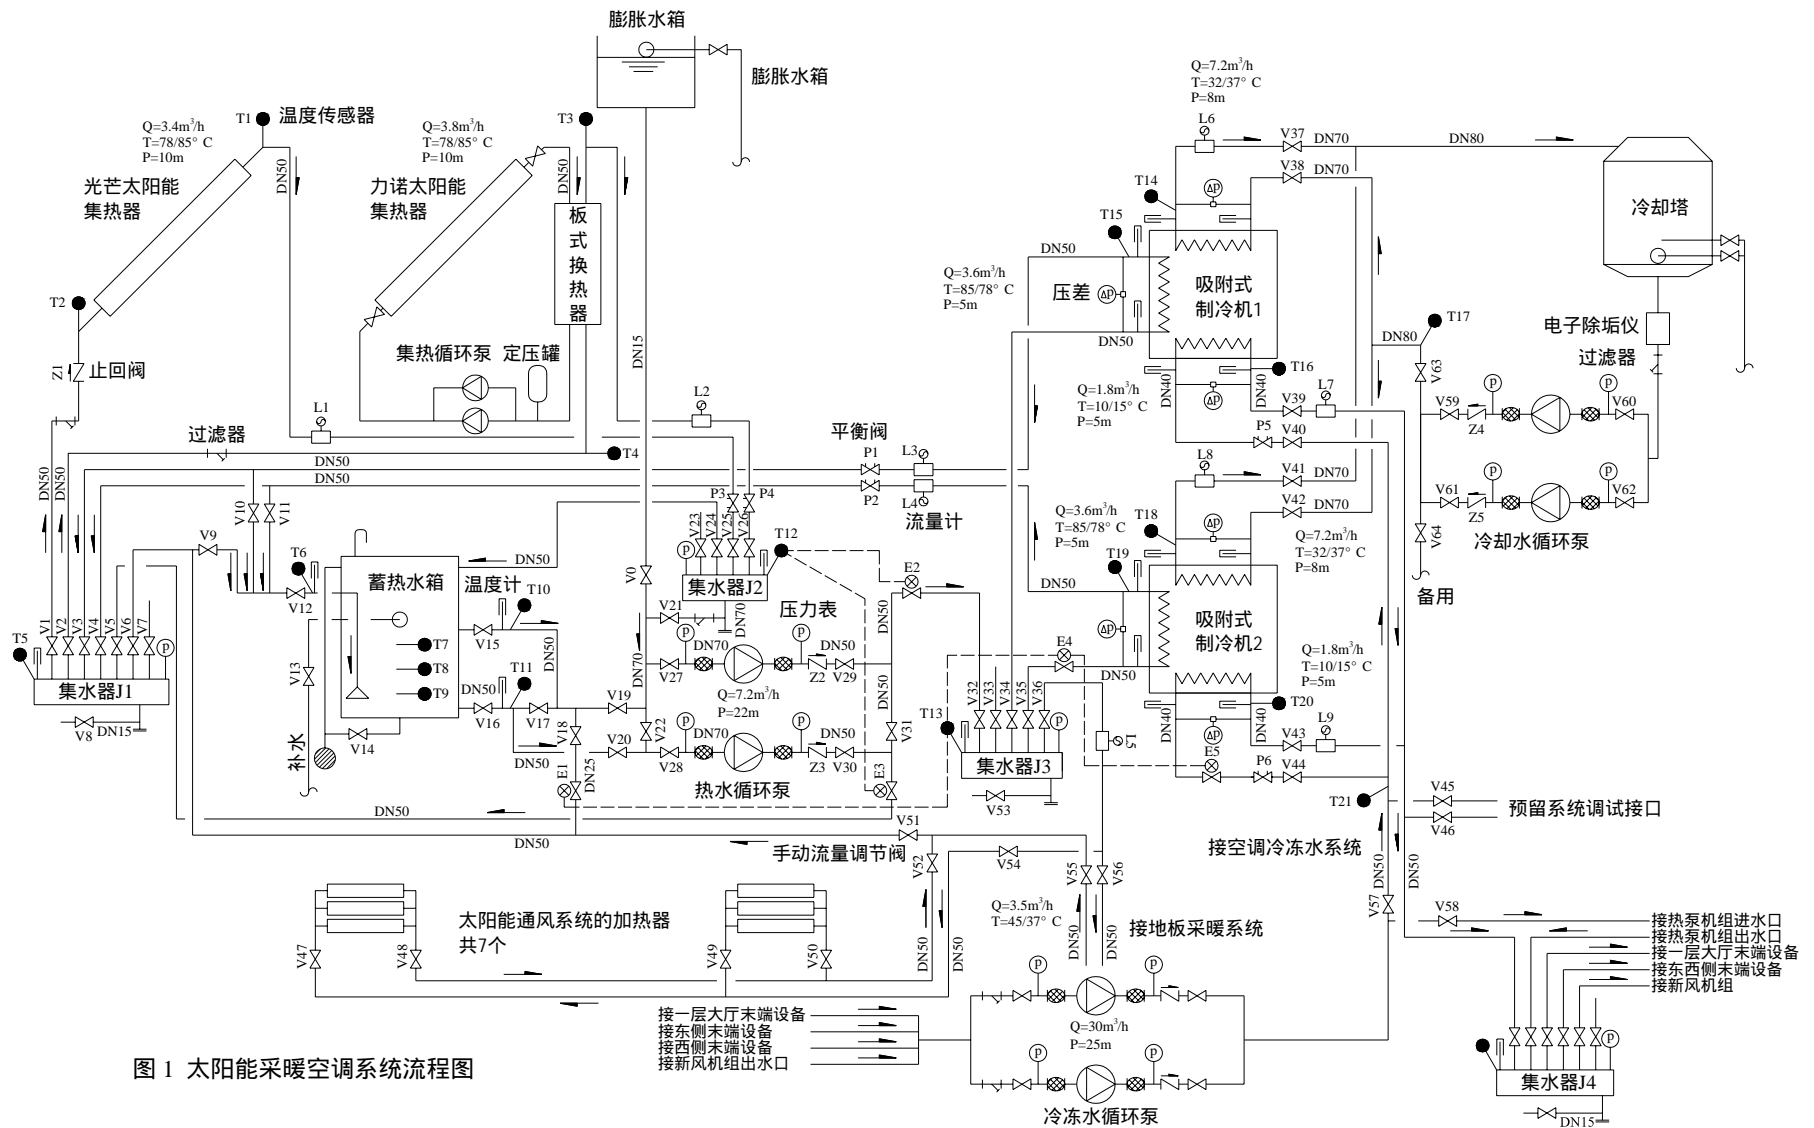 膨胀水箱
膨胀水箱
Q=7.2m³/h
T=32/37° C
P=8m
L6
V37
DN70
DN80
V38
DN70
T1
温度传感器
Q=3.4m³/h
T=78/85° C
P=10m
DN50
光芒太阳能
集热器
Q=3.8m³/h
T=78/85° C
P=10m
T3
DN50
DN15
力诺太阳能
集热器
板式换热器
T14
ΔP
T15
DN50
冷却塔
T2
Q=3.6m³/h
T=85/78° C
P=5m
压差
ΔP
吸附式
制冷机1
DN50
T17
DN80
电子除垢仪
过滤器
Z1
止回阀
集热循环泵
定压罐
T16
DN40
DN40
ΔP
Q=1.8m³/h
T=10/15° C
P=5m
V39
L7
V63
P
P
V59
V60
Z4
L1
L2
过滤器
平衡阀
P5
V40
T4
DN50
DN50
DN50
DN50
P1
L3
P2
L4
流量计
L8
V41
DN70
V42
DN70
P
P
V61
V62
Z5
冷却水循环泵
V64
备用
V10
V11
V9
P3
P4
V23
V24
V25
V26
P
Q=3.6m³/h
T=85/78° C
P=5m
T18
ΔP
Q=7.2m³/h
T=32/37° C
P=8m
T19
T6
V12
蓄热水箱
DN50
温度计
T10
V0
集水器J2
T12
E2
DN50
DN50
吸附式
制冷机2
ΔP
V21
DN70
压力表
T5
V1
V2
V3
V4
V5
V6
V7
P
集水器J1
V8
DN15
V13
T7
T8
T9
V15
DN50
T11
DN50
V16
V17
DN70
V19
P
DN70
V27
P
DN50
Z2
V29
Q=7.2m³/h
P=22m
E4
DN50
Q=1.8m³/h
T=10/15° C
P=5m
T20
DN40
DN40
ΔP
V43
L9
补水
V14
DN50
V18
V20
V22
P
DN70
V28
P
DN50
Z3
V30
DN50
V31
热水循环泵
E1
DN25
E3
T13
V32
V33
V34
V35
V36
P
集水器J3
V53
L5
E5
P6
V44
T21
V45
V46
预留系统调试接口
DN50
DN50
V51
手动流量调节阀
V52
V54
V55
V56
接空调冷冻水系统
DN50
DN50
V57
太阳能通风系统的加热器
共7个
V47
V48
V49
V50
DN50
DN50
Q=3.5m³/h
T=45/37° C
DN50
DN50
接地板采暖系统
V58
接热泵机组进水口
接热泵机组出水口
接一层大厅末端设备
接东西侧末端设备
接新风机组
接一层大厅末端设备
接东侧末端设备
接西侧末端设备
接新风机组出水口
P
P
Q=30m³/h
P=25m
P
P
冷冻水循环泵
P
集水器J4
DN15
图 1 太阳能采暖空调系统流程图